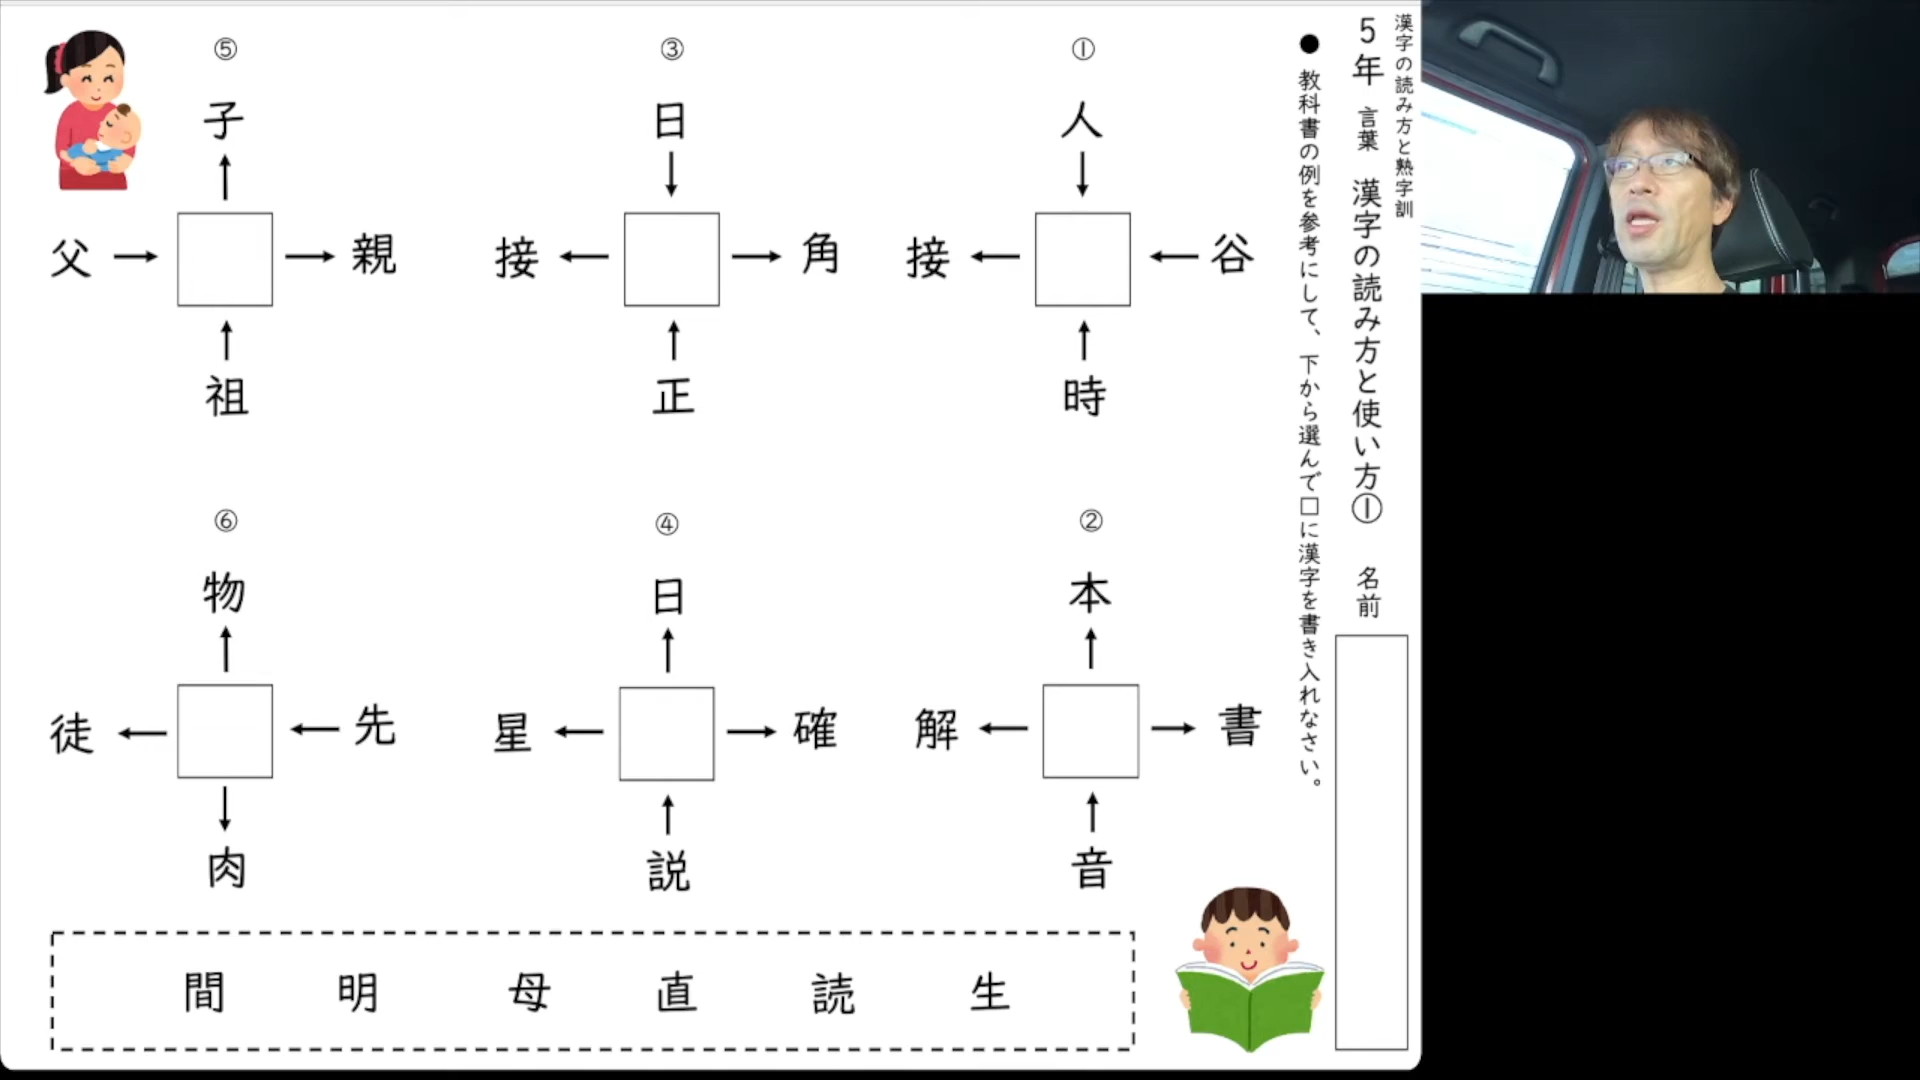 漢字の読み方と熟字訓
5年 言葉 漢字の読み方と使い方① 名前
● 教科書の例を参考にして、下から選んで□に漢字を書き入れなさい。
①
人
接 ← ← 谷
時
②
本
解 ← → 書
音
③
日
接 ← → 角
正
④
日
星 ← → 確
説
⑤
子
父 → → 親
祖
⑥
物
徒 ← ← 先
肉
間 明 母 直 読 生